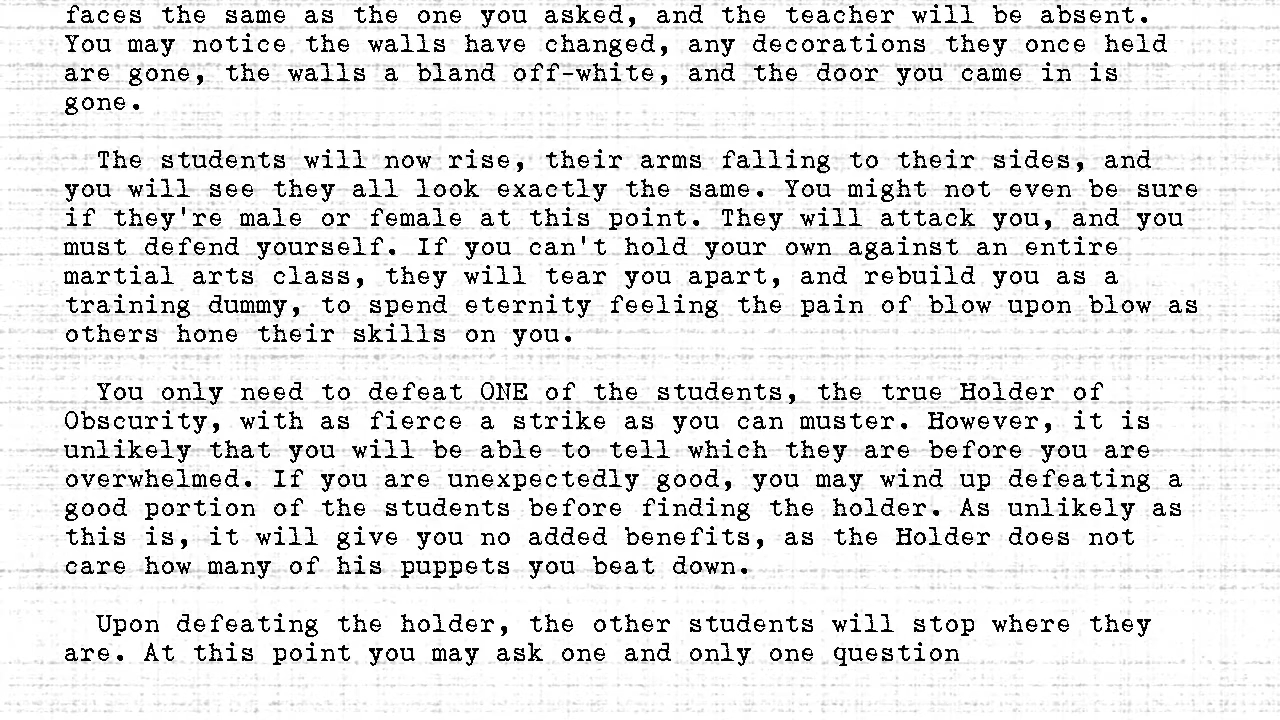 faces the same as the one you asked, and the teacher will be absent.
You may notice the walls have changed, any decorations they once held
are gone, the walls a bland off-white, and the door you came in is
gone.
The students will now rise, their arms falling to their sides, and
you will see they all look exactly the same. You might not even be sure
if they're male or female at this point. They will attack you, and you
must defend yourself. If you can't hold your own against an entire
martial arts class, they will tear you apart, and rebuild you as a
training dummy, to spend eternity feeling the pain of blow upon blow as
others hone their skills on you.
You only need to defeat ONE of the students, the true Holder of
Obscurity, with as fierce a strike as you can muster. However, it is
unlikely that you will be able to tell which they are before you are
overwhelmed. If you are unexpectedly good, you may wind up defeating a
good portion of the students before finding the holder. As unlikely as
this is, it will give you no added benefits, as the Holder does not
care how many of his puppets you beat down.
Upon defeating the holder, the other students will stop where they
are. At this point you may ask one and only one question